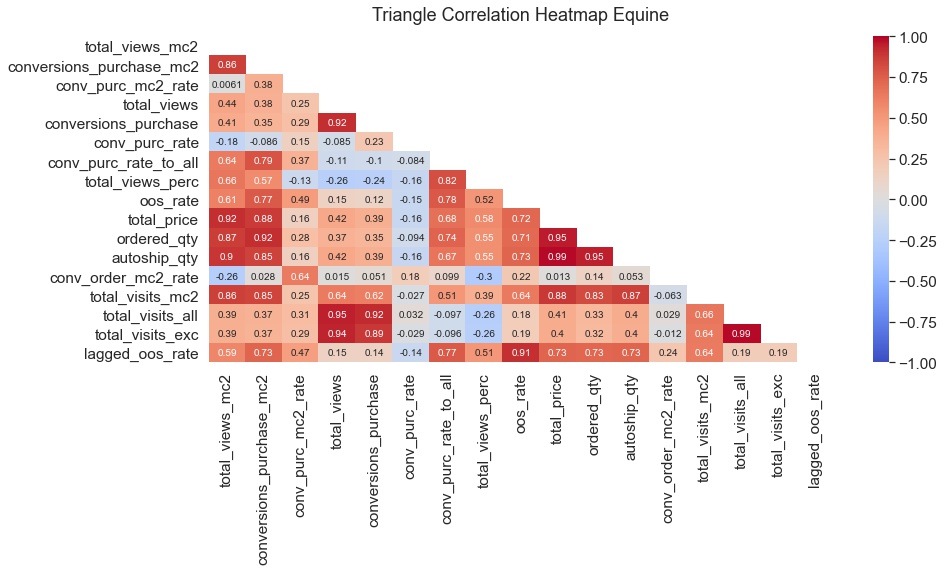 Triangle Correlation Heatmap Equine
total_views_mc2
conversions_purchase_mc2 0.86
conv_purc_mc2_rate 0.0061 0.38
total_views 0.44 0.38 0.25
conversions_purchase 0.41 0.35 0.29 0.92
conv_purc_rate -0.18 -0.086 0.15 -0.085 0.23
conv_purc_rate_to_all 0.64 0.79 0.37 -0.11 -0.1 -0.084
total_views_perc 0.66 0.57 -0.13 -0.26 -0.24 -0.16 0.82
oos_rate 0.61 0.77 0.49 0.15 0.12 -0.15 0.78 0.52
total_price 0.92 0.88 0.16 0.42 0.39 -0.16 0.68 0.58 0.72
ordered_qty 0.87 0.92 0.28 0.37 0.35 -0.094 0.74 0.55 0.71 0.95
autoship_qty 0.9 0.85 0.16 0.42 0.39 -0.16 0.67 0.55 0.73 0.99 0.95
conv_order_mc2_rate -0.26 0.028 0.64 0.015 0.051 0.18 0.099 -0.3 0.22 0.013 0.14 0.053
total_visits_mc2 0.86 0.85 0.25 0.64 0.62 -0.027 0.51 0.39 0.64 0.88 0.83 0.87 -0.063
total_visits_all 0.39 0.37 0.31 0.95 0.92 0.032 -0.097 -0.26 0.18 0.41 0.33 0.4 0.029 0.66
total_visits_exc 0.39 0.37 0.29 0.94 0.89 -0.029 -0.096 -0.26 0.19 0.4 0.32 0.4 -0.012 0.64 0.99
lagged_oos_rate 0.59 0.73 0.47 0.15 0.14 -0.14 0.77 0.51 0.91 0.73 0.73 0.73 0.24 0.64 0.19 0.19
total_views_mc2
conversions_purchase_mc2
conv_purc_mc2_rate
total_views
conversions_purchase
conv_purc_rate
conv_purc_rate_to_all
total_views_perc
oos_rate
total_price
ordered_qty
autoship_qty
conv_order_mc2_rate
total_visits_mc2
total_visits_all
total_visits_exc
lagged_oos_rate
1.00
0.75
0.50
0.25
0.00
−0.25
−0.50
−0.75
−1.00